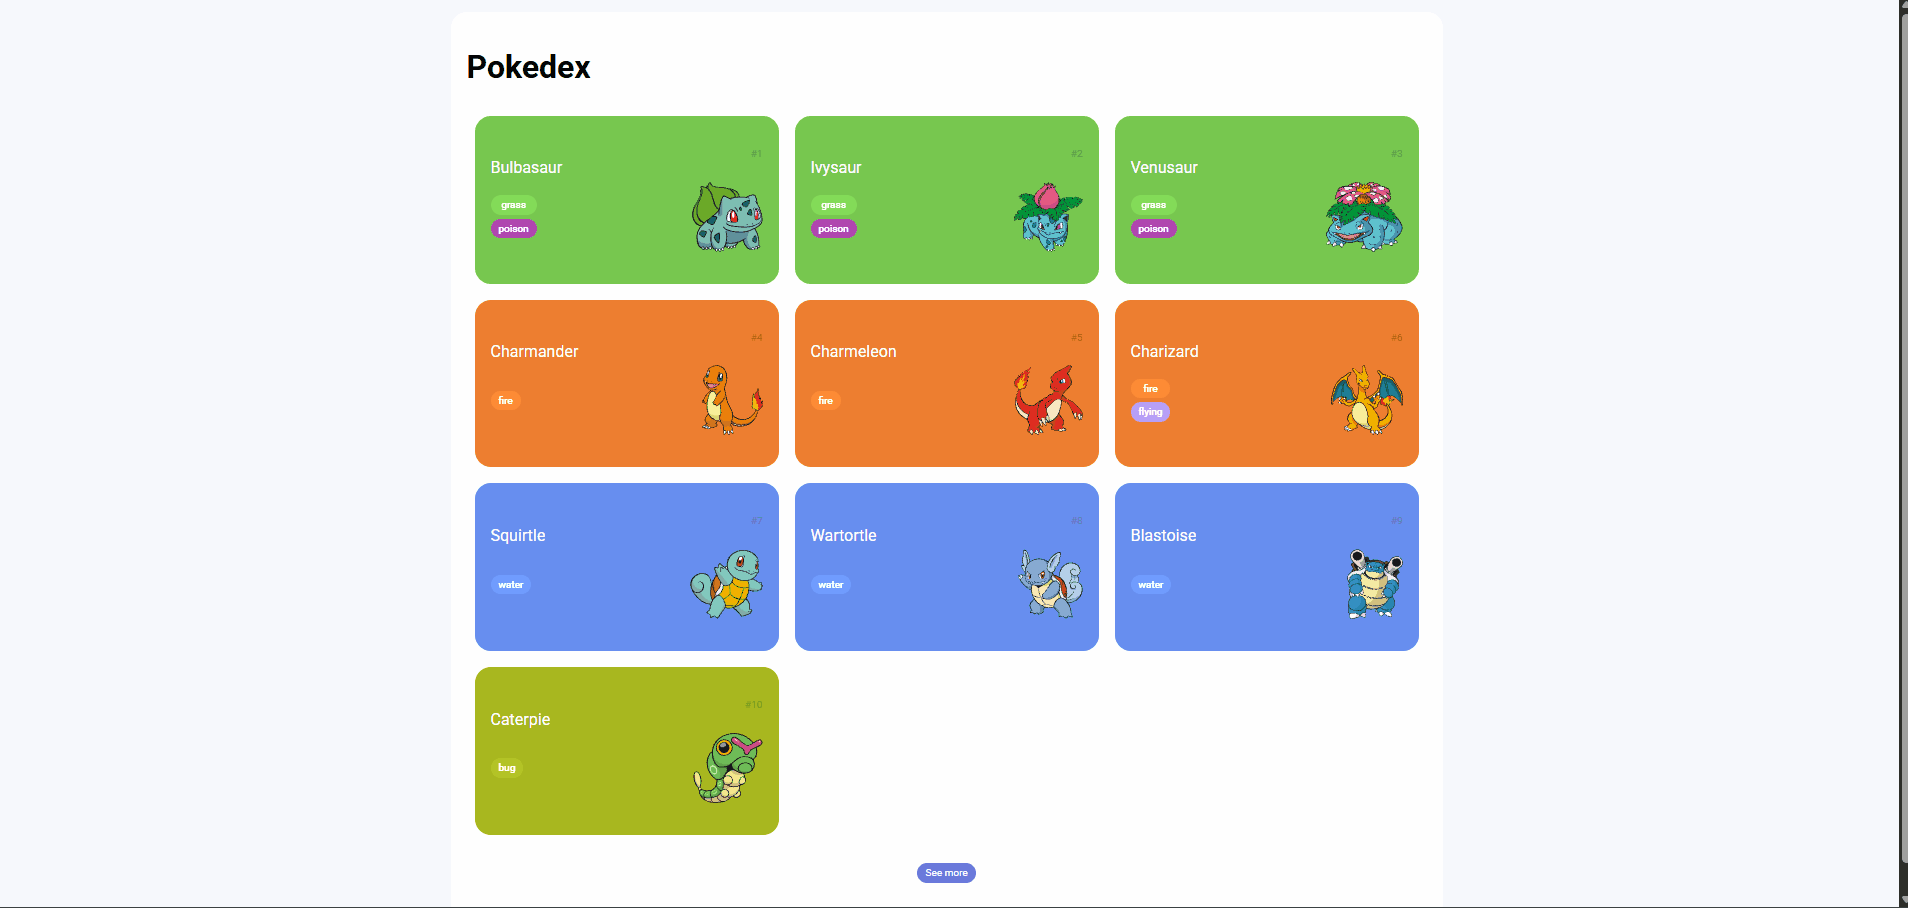 Pokedex
#1
Bulbasaur
grass
poison
#2
Ivysaur
grass
poison
#3
Venusaur
grass
poison
#4
Charmander
fire
#5
Charmeleon
fire
#6
Charizard
fire
flying
#7
Squirtle
water
#8
Wartortle
water
#9
Blastoise
water
#10
Caterpie
bug
See more